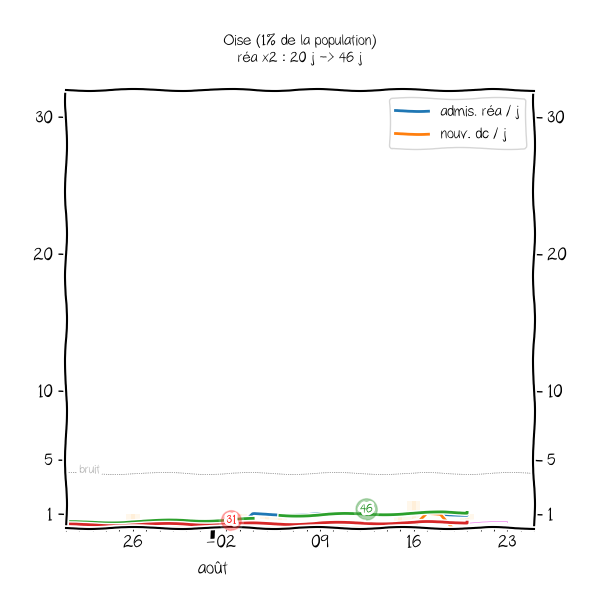 Oise (1% de la population)
réa x2 : 20 j -> 46 j
admis. réa / j
nouv. dc / j
30
30
20
20
10
10
5
5
bruit
1
1
31
46
26
02
09
16
23
août